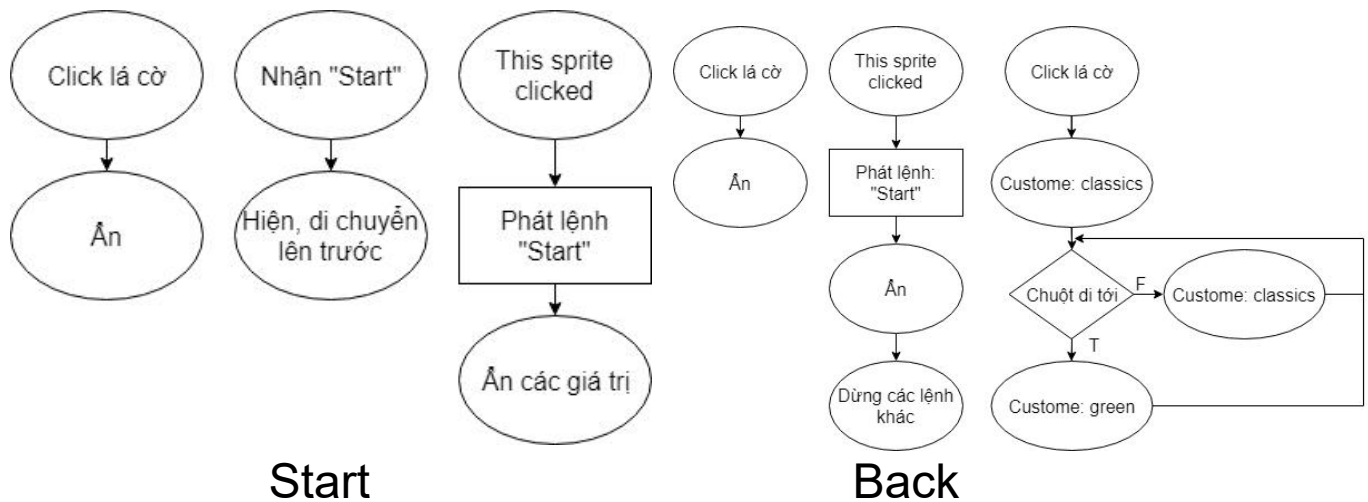 Click lá cờ
Ẩn
Nhận "Start"
Hiện, di chuyển
lên trước
This sprite
clicked
Phát lệnh
"Start"
Ẩn các giá trị
Start
Click lá cờ
Ẩn
This sprite
clicked
Phát lệnh:
"Start"
Ẩn
Dừng các lệnh
khác
Click lá cờ
Custome: classics
Chuột di tới
F
Custome: classics
T
Custome: green
Back